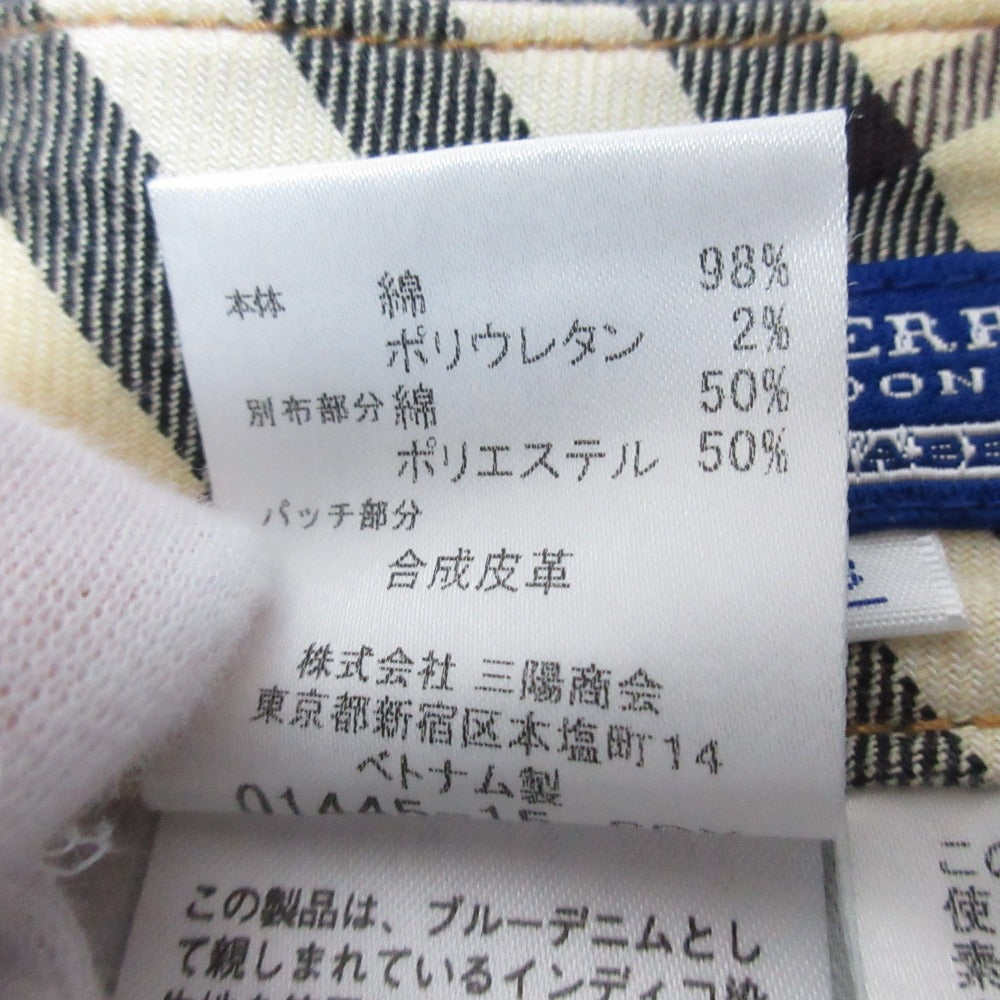 本体 綿 98%
ポリウレタン 2%
別布部分 綿 50%
ポリエステル 50%
パッチ部分
合成皮革
株式会社 三陽商会
東京都新宿区本塩町14
ベトナム製
この製品は、ブルーデニムとし
て親しまれているインディゴ染
この
使
素